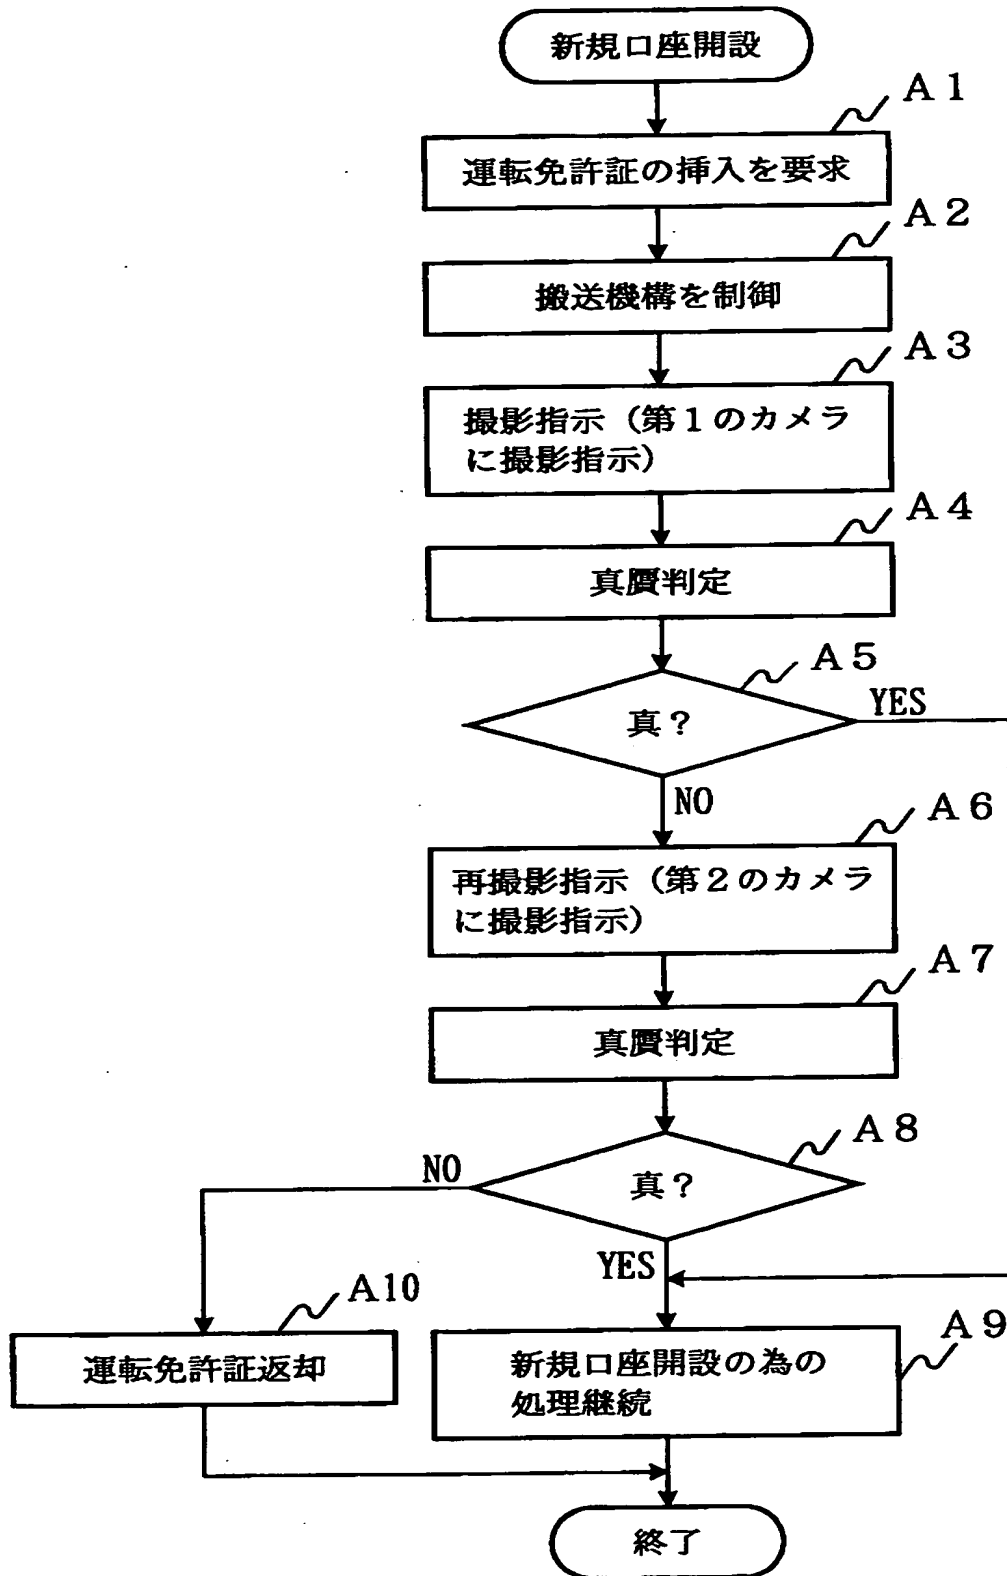 新規口座開設
A1
運転免許証の挿入を要求
A2
搬送機構を制御
A3
撮影指示（第1のカメラ
に撮影指示）
A4
真贋判定
A5
真?
YES
NO
A6
再撮影指示（第2のカメラ
に撮影指示）
A7
真贋判定
A8
真?
NO
YES
A10
運転免許証返却
A9
新規口座開設の為の
処理継続
終了